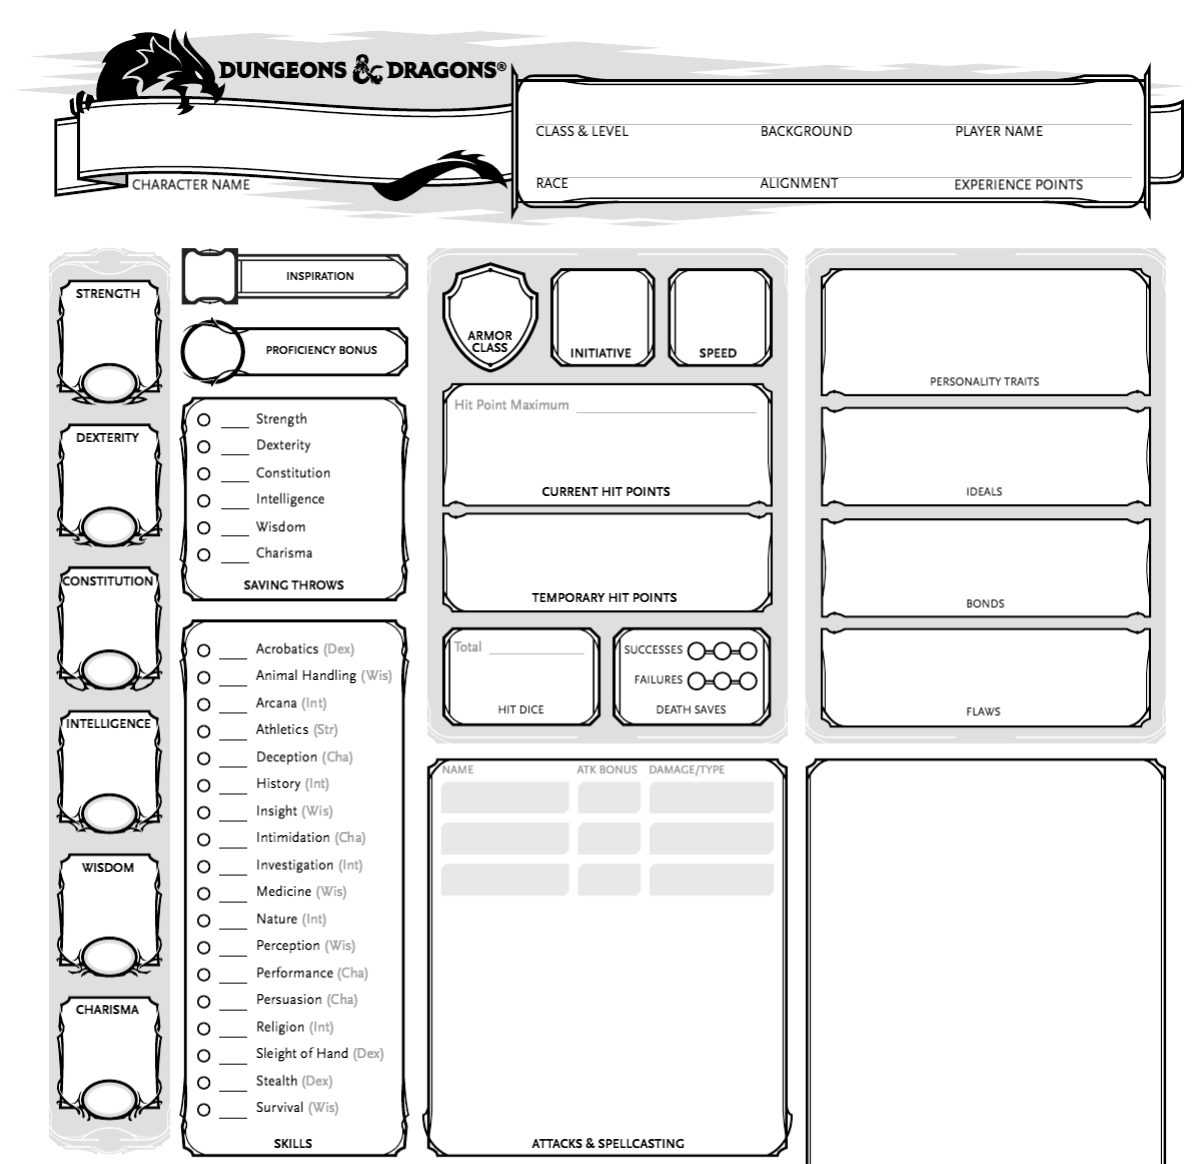 DUNGEONS & DRAGONS®
CLASS & LEVEL
BACKGROUND
PLAYER NAME
CHARACTER NAME
RACE
ALIGNMENT
EXPERIENCE POINTS
STRENGTH
DEXTERITY
CONSTITUTION
INTELLIGENCE
WISDOM
CHARISMA
INSPIRATION
PROFICIENCY BONUS
Strength
Dexterity
Constitution
Intelligence
Wisdom
Charisma
SAVING THROWS
Acrobatics (Dex)
Animal Handling (Wis)
Arcana (Int)
Athletics (Str)
Deception (Cha)
History (Int)
Insight (Wis)
Intimidation (Cha)
Investigation (Int)
Medicine (Wis)
Nature (Int)
Perception (Wis)
Performance (Cha)
Persuasion (Cha)
Religion (Int)
Sleight of Hand (Dex)
Stealth (Dex)
Survival (Wis)
SKILLS
ARMOR
CLASS
INITIATIVE
SPEED
Hit Point Maximum
CURRENT HIT POINTS
TEMPORARY HIT POINTS
Total
HIT DICE
SUCCESSES
FAILURES
DEATH SAVES
NAME
ATK BONUS
DAMAGE/TYPE
ATTACKS & SPELLCASTING
PERSONALITY TRAITS
IDEALS
BONDS
FLAWS